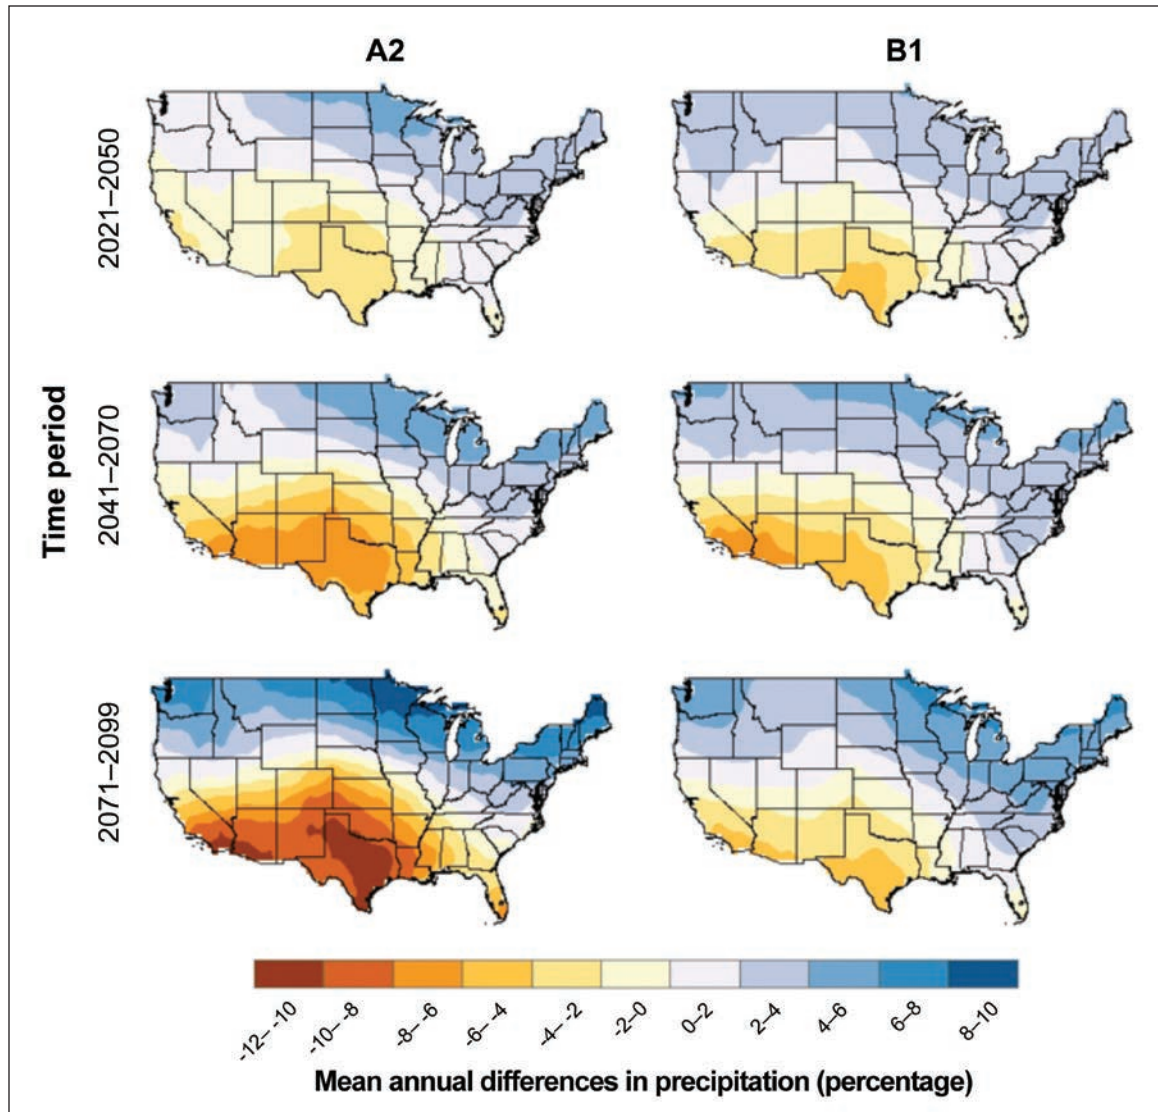 A2 B1
2021–2050
2041–2070
2071–2099
Time period
-12– -10 -10– -8 -8– -6 -6– -4 -4– -2 -2–0 0–2 2–4 4–6 6–8 8–10
Mean annual differences in precipitation (percentage)